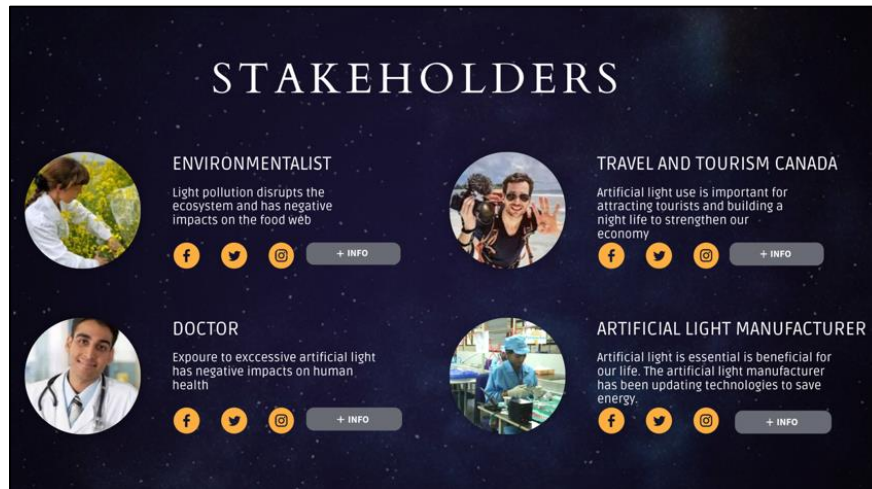 STAKEHOLDERS
ENVIRONMENTALIST
Light pollution disrupts the
ecosystem and has negative
impacts on the food web
+ INFO
TRAVEL AND TOURISM CANADA
Artificial light use is important for
attracting tourists and building a
night life to strengthen our
economy
+ INFO
DOCTOR
Expoure to exccessive artificial light
has negative impacts on human
health
+ INFO
ARTIFICIAL LIGHT MANUFACTURER
Artificial light is essential is beneficial for
our life. The artificial light manufacturer
has been updating technologies to save
energy.
+ INFO